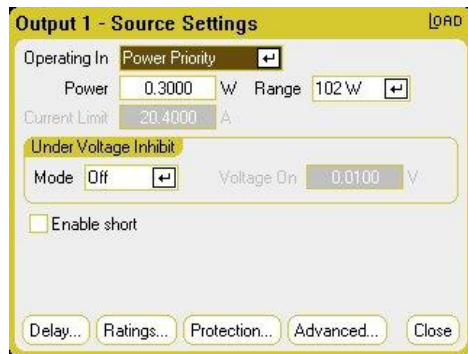 Output 1 - Source Settings LOAD
Operating In Power Priority
Power 0.3000 W Range 102 W
Current Limit 20.4000 A
Under Voltage Inhibit
Mode Off Voltage On 0.0100 V
Enable short
Delay... Ratings... Protection... Advanced... Close